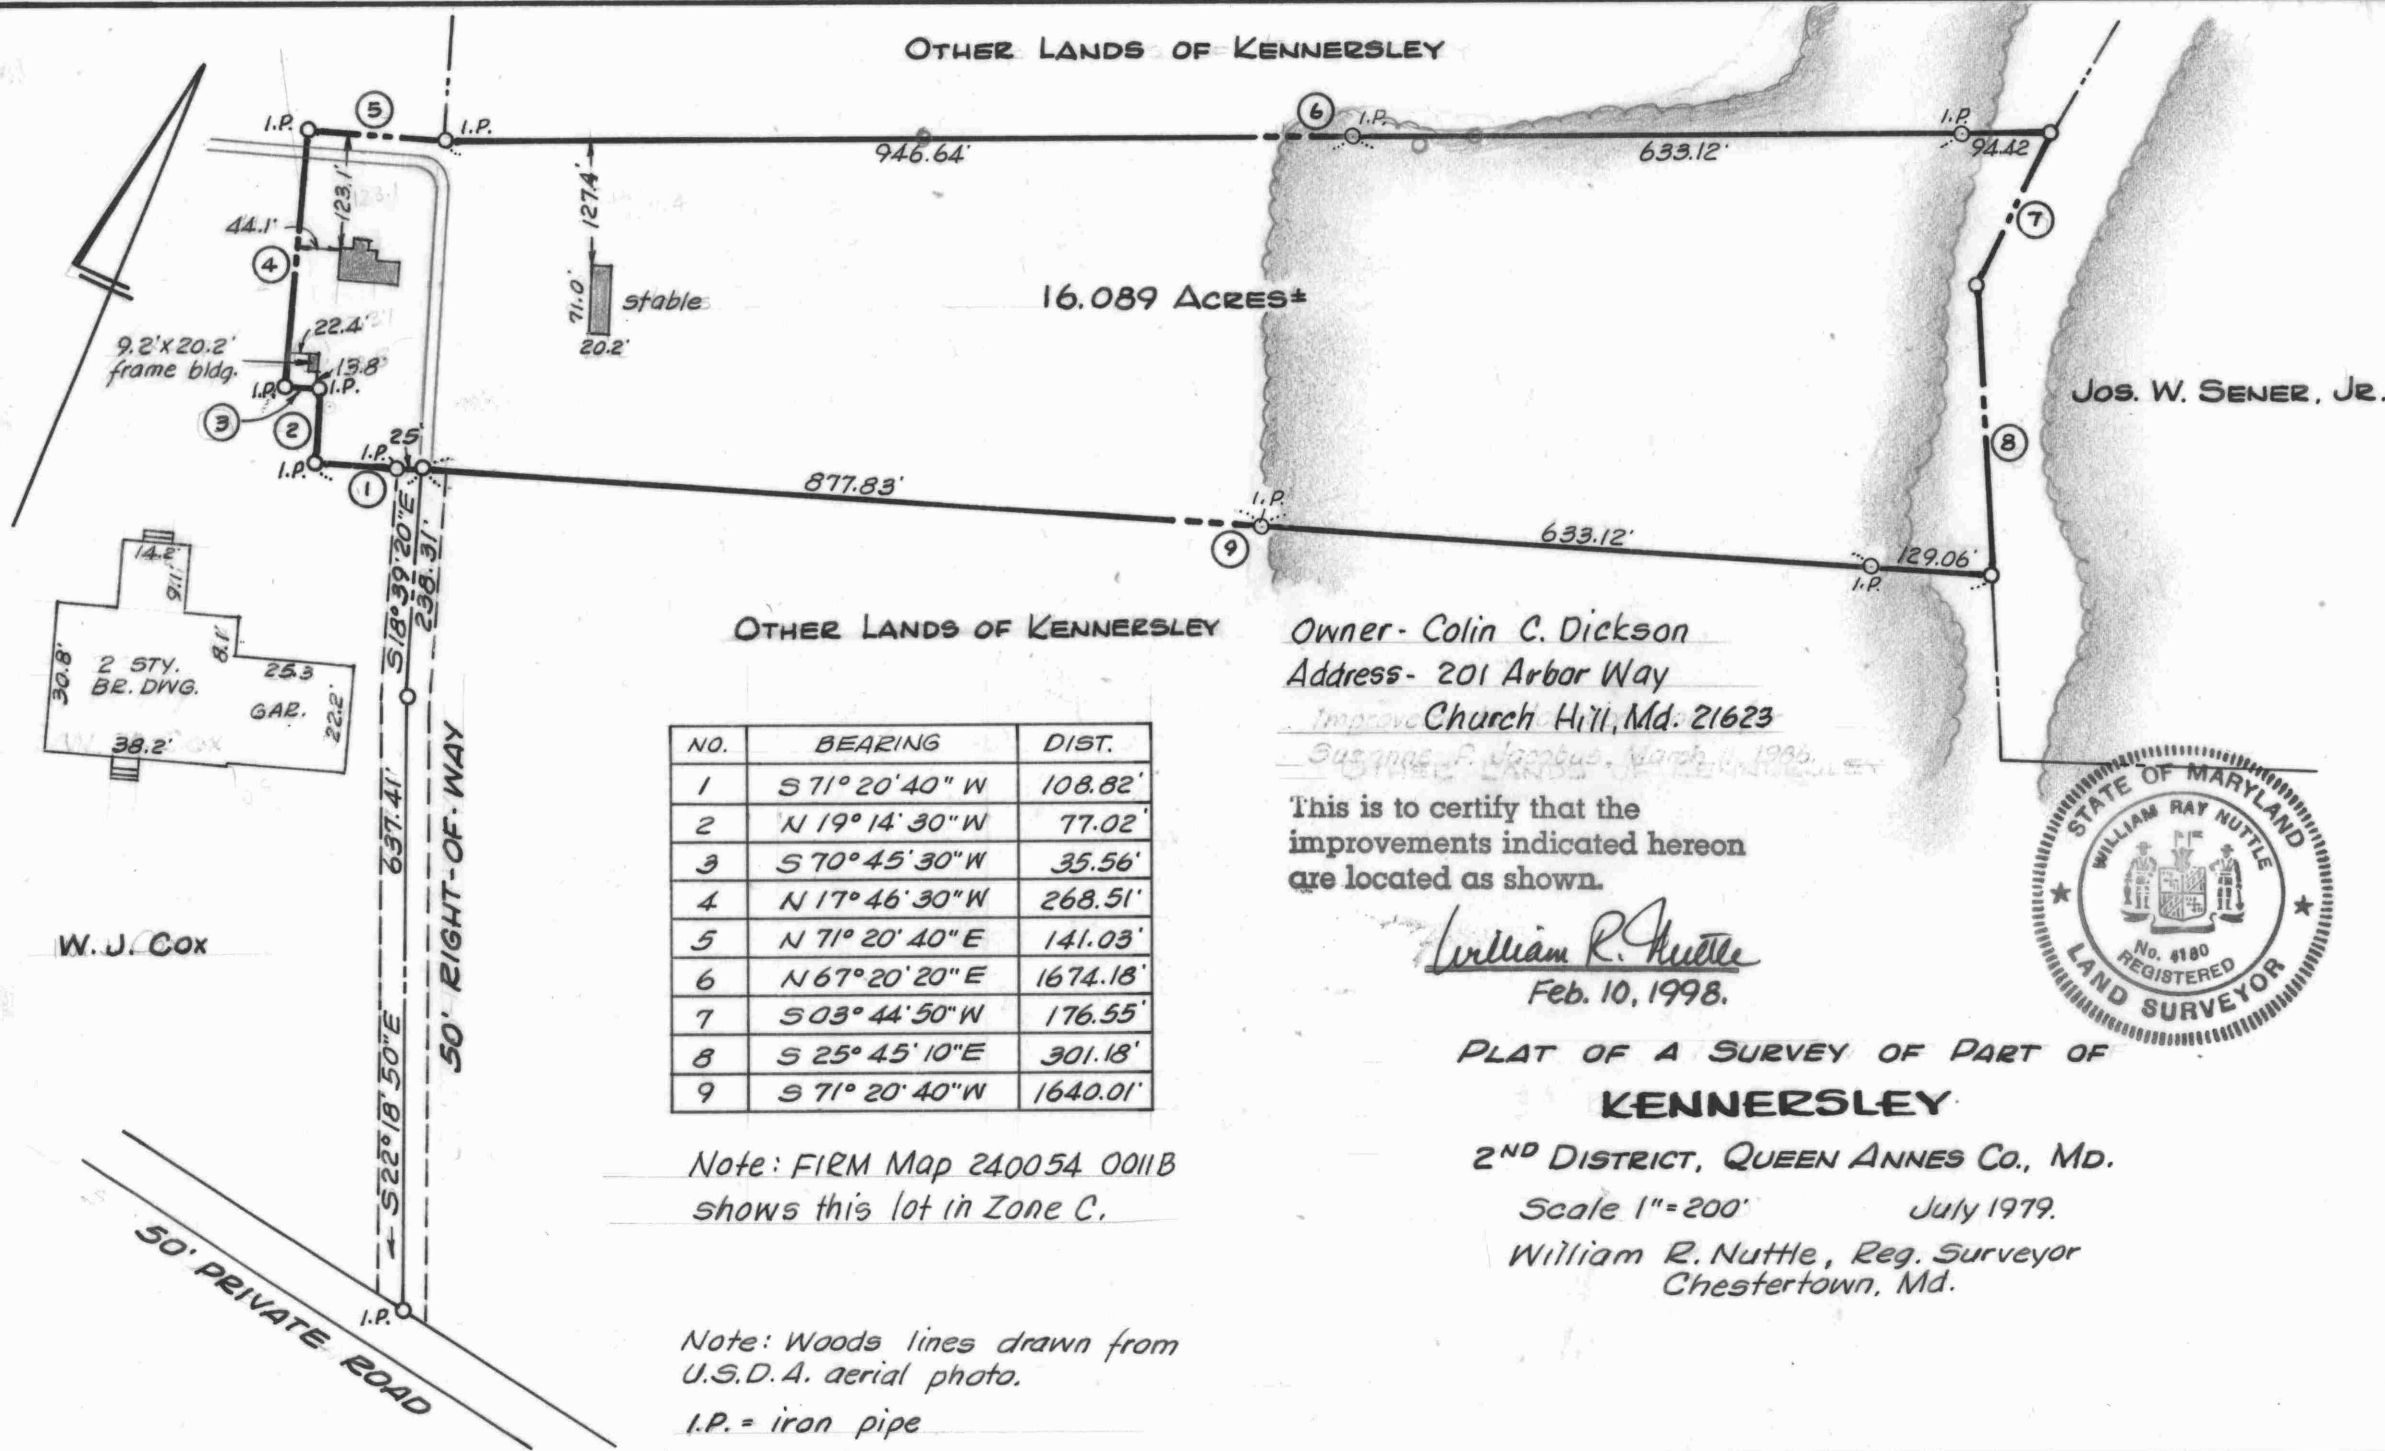 OTHER LANDS OF KENNERSLEY
5
I.P.
I.P.
6
I.P.
I.P.
946.64'
633.12'
94.42
123.1'
127.4'
7
44.1'
4
71.0'
stable
20.2'
16.089 ACRES±
22.4'
9.2'X20.2'
frame bldg.
13.8'
I.P.
I.P.
3
2
JOS. W. SENER, JR.
25'
I.P.
I.P.
1
8
877.83'
I.P.
9
633.12'
129.06'
I.P.
S18°39'20"E
238.31'
14.2'
9.1'
8.1'
30.8'
2 STY.
BR. DWG.
25.3
GAR.
22.2'
38.2'
OTHER LANDS OF KENNERSLEY
Owner - Colin C. Dickson
Address - 201 Arbor Way
Church Hill, Md. 21623
NO. BEARING DIST.
1 S 71° 20' 40" W 108.82'
2 N 19° 14' 30" W 77.02'
3 S 70° 45' 30" W 35.56'
4 N 17° 46' 30" W 268.51'
5 N 71° 20' 40" E 141.03'
6 N 67° 20' 20" E 1674.18'
7 S 03° 44' 50" W 176.55'
8 S 25° 45' 10" E 301.18'
9 S 71° 20' 40" W 1640.01'
This is to certify that the
improvements indicated hereon
are located as shown.
William R. Nuttle
Feb. 10, 1998.
STATE OF MARYLAND
WILLIAM RAY NUTTLE
No. 4180
REGISTERED
LAND SURVEYOR
637.41'
S22°18'50"E
50' RIGHT-OF-WAY
W. J. COX
50' PRIVATE ROAD
I.P.
Note: FIRM Map 240054 0011B
shows this lot in Zone C.
Note: Woods lines drawn from
U.S.D.A. aerial photo.
I.P. = iron pipe
PLAT OF A SURVEY OF PART OF
KENNERSLEY
2ND DISTRICT, QUEEN ANNES CO., MD.
Scale 1"=200' July 1979.
William R. Nuttle, Reg. Surveyor
Chestertown, Md.